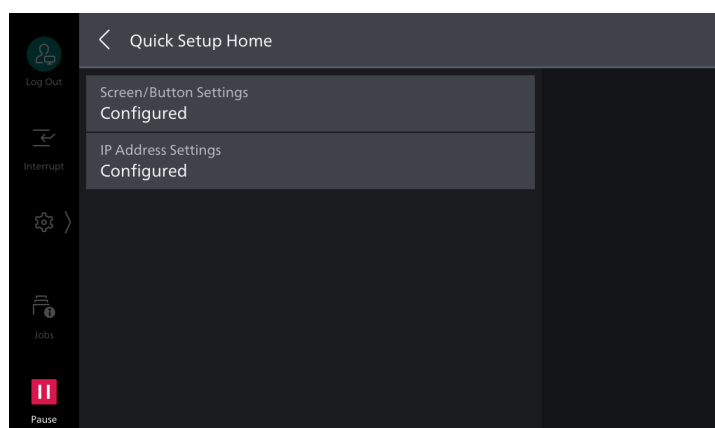 Quick Setup Home
Log Out
Screen/Button Settings
Configured
IP Address Settings
Configured
Interrupt
Jobs
Pause